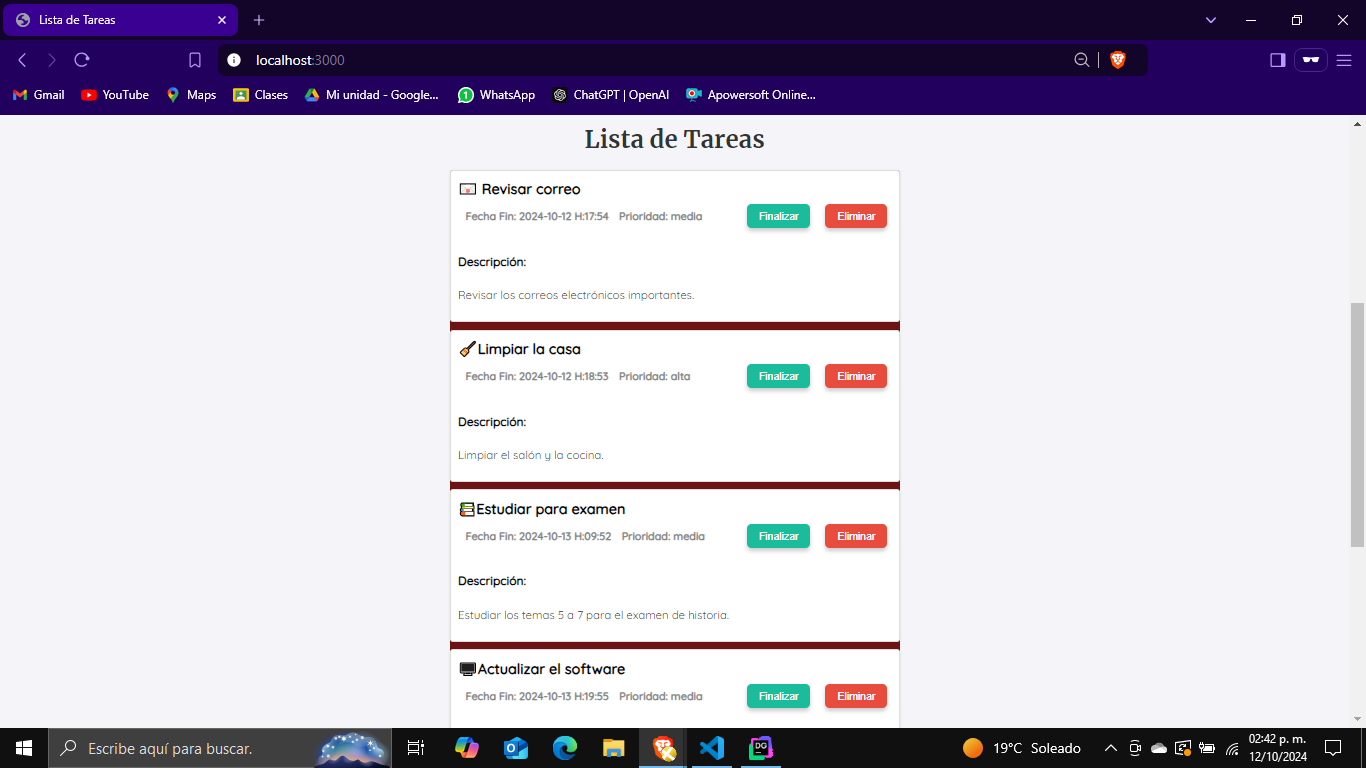 Lista de Tareas
localhost:3000
Gmail YouTube Maps Clases Mi unidad - Google... WhatsApp ChatGPT | OpenAI Apowersoft Online...
Lista de Tareas
Revisar correo
Fecha Fin: 2024-10-12 H:17:54 Prioridad: media Finalizar Eliminar
Descripción:
Revisar los correos electrónicos importantes.
Limpiar la casa
Fecha Fin: 2024-10-12 H:18:53 Prioridad: alta Finalizar Eliminar
Descripción:
Limpiar el salón y la cocina.
Estudiar para examen
Fecha Fin: 2024-10-13 H:09:52 Prioridad: media Finalizar Eliminar
Descripción:
Estudiar los temas 5 a 7 para el examen de historia.
Actualizar el software
Fecha Fin: 2024-10-13 H:19:55 Prioridad: media Finalizar Eliminar
Escribe aquí para buscar. DG 19°C Soleado 02:42 p. m.
12/10/2024